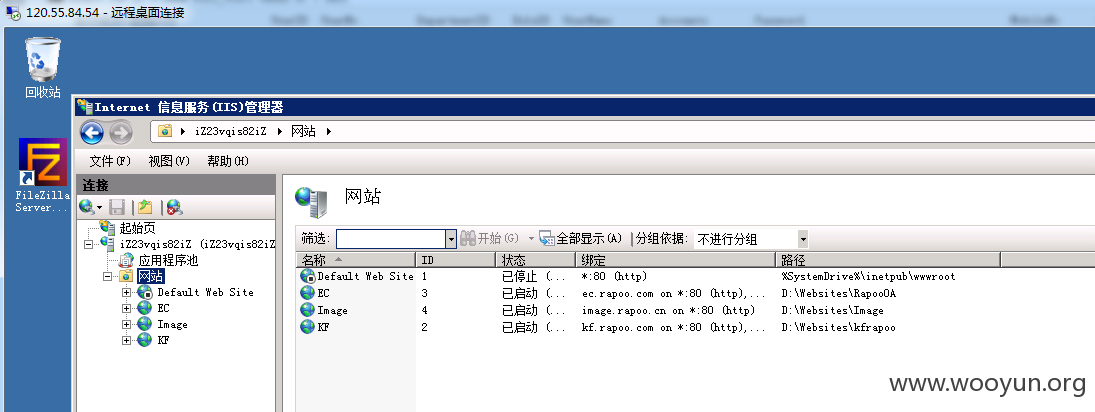 120.55.84.54 - 远程桌面连接
回收站
FileZilla
Server...
Internet 信息服务(IIS)管理器
iZ23vqis82iZ 网站
文件(F) 视图(V) 帮助(H)
连接
起始页
iZ23vqis82iZ (iZ23vqis82iZ
应用程序池
网站
Default Web Site
EC
Image
KF
网站
筛选: 开始(G) 全部显示(A) 分组依据: 不进行分组
名称 ID 状态 绑定 路径
Default Web Site 1 已停止 (... *:80 (http) %SystemDrive%\inetpub\wwwroot
EC 3 已启动 (... ec.rapoo.com on *:80 (http),... D:\Websites\RapooOA
Image 4 已启动 (... image.rapoo.cn on *:80 (http) D:\Websites\Image
KF 2 已启动 (... kf.rapoo.com on *:80 (http),... D:\Websites\kfrapoo
www.wooyun.org